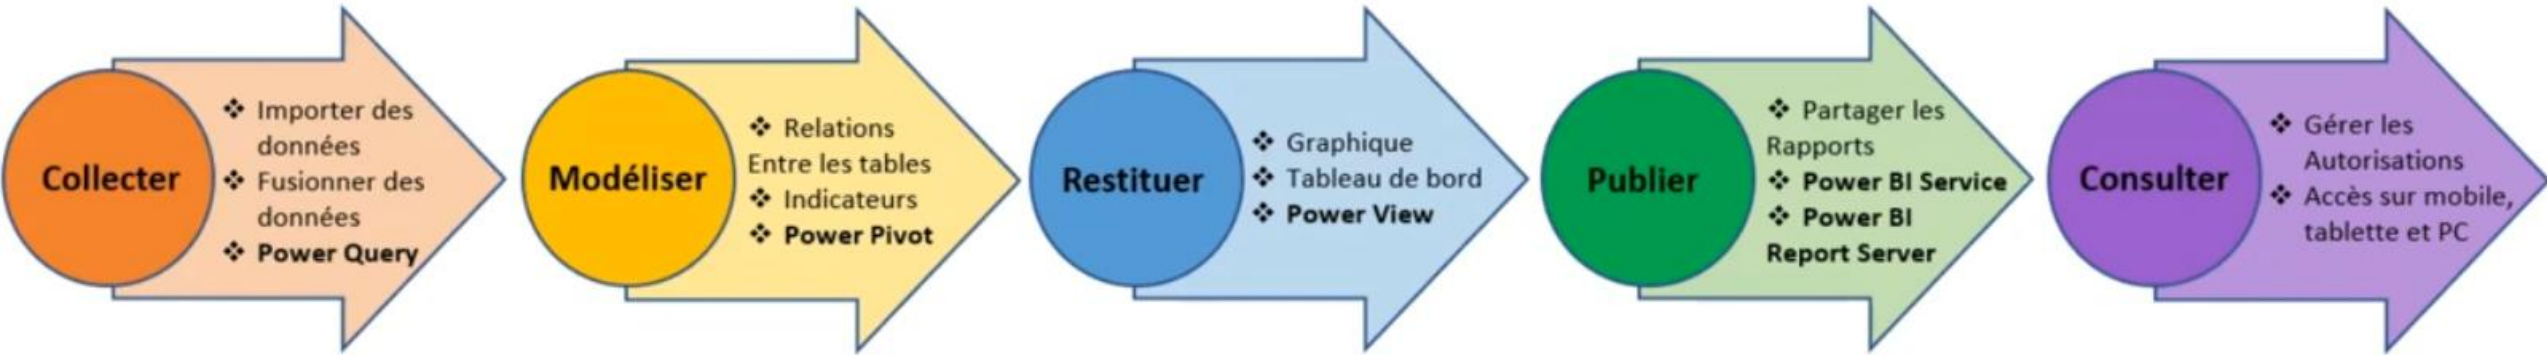 Collecter
❖ Importer des
données
❖ Fusionner des
données
❖ Power Query
Modéliser
❖ Relations
Entre les tables
❖ Indicateurs
❖ Power Pivot
Restituer
❖ Graphique
❖ Tableau de bord
❖ Power View
Publier
❖ Partager les
Rapports
❖ Power BI Service
❖ Power BI
Report Server
Consulter
❖ Gérer les
Autorisations
❖ Accès sur mobile,
tablette et PC